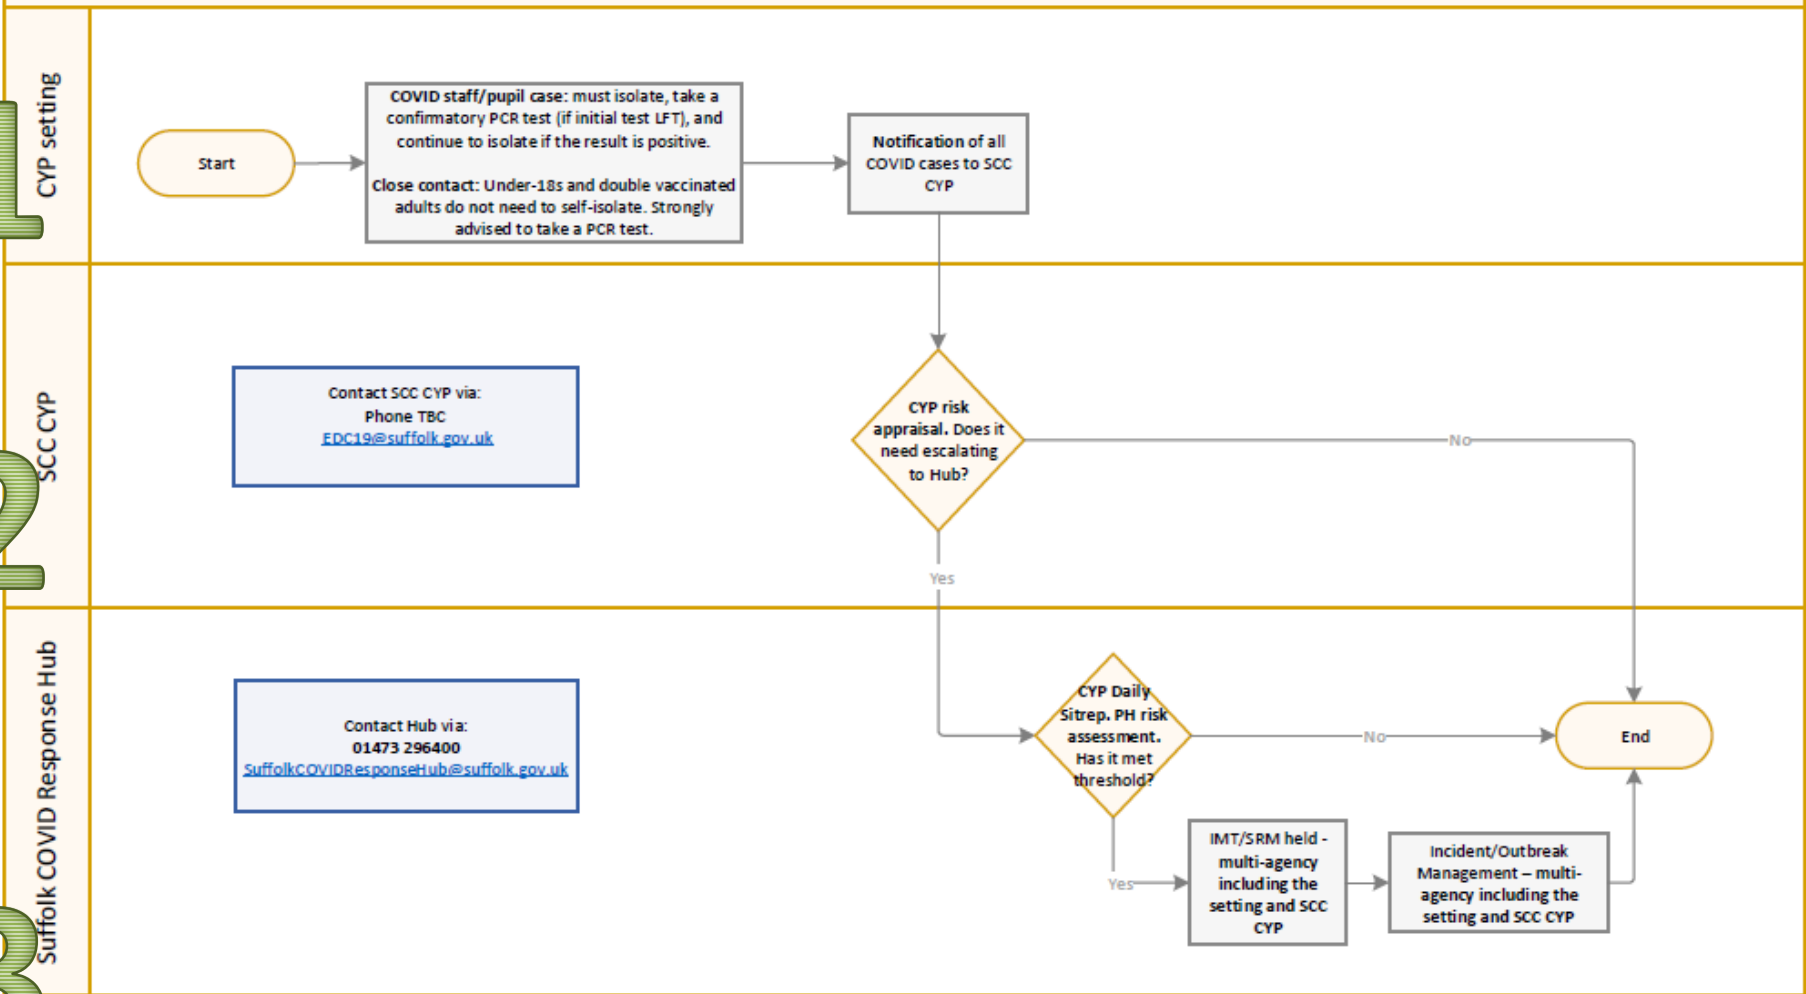 CYP setting
1
Start
COVID staff/pupil case: must isolate, take a
confirmatory PCR test (if initial test LFT), and
continue to isolate if the result is positive.
Close contact: Under-18s and double vaccinated
adults do not need to self-isolate. Strongly
advised to take a PCR test.
Notification of all
COVID cases to SCC
CYP
SCC CYP
2
Contact SCC CYP via:
Phone TBC
EDC19@suffolk.gov.uk
CYP risk
appraisal. Does it
need escalating
to Hub?
No
Yes
Suffolk COVID Response Hub
3
Contact Hub via:
01473 296400
SuffolkCOVIDResponseHub@suffolk.gov.uk
CYP Daily
Sitrep. PH risk
assessment.
Has it met
threshold?
No
End
Yes
IMT/SRM held -
multi-agency
including the
setting and SCC
CYP
Incident/Outbreak
Management – multi-
agency including the
setting and SCC CYP